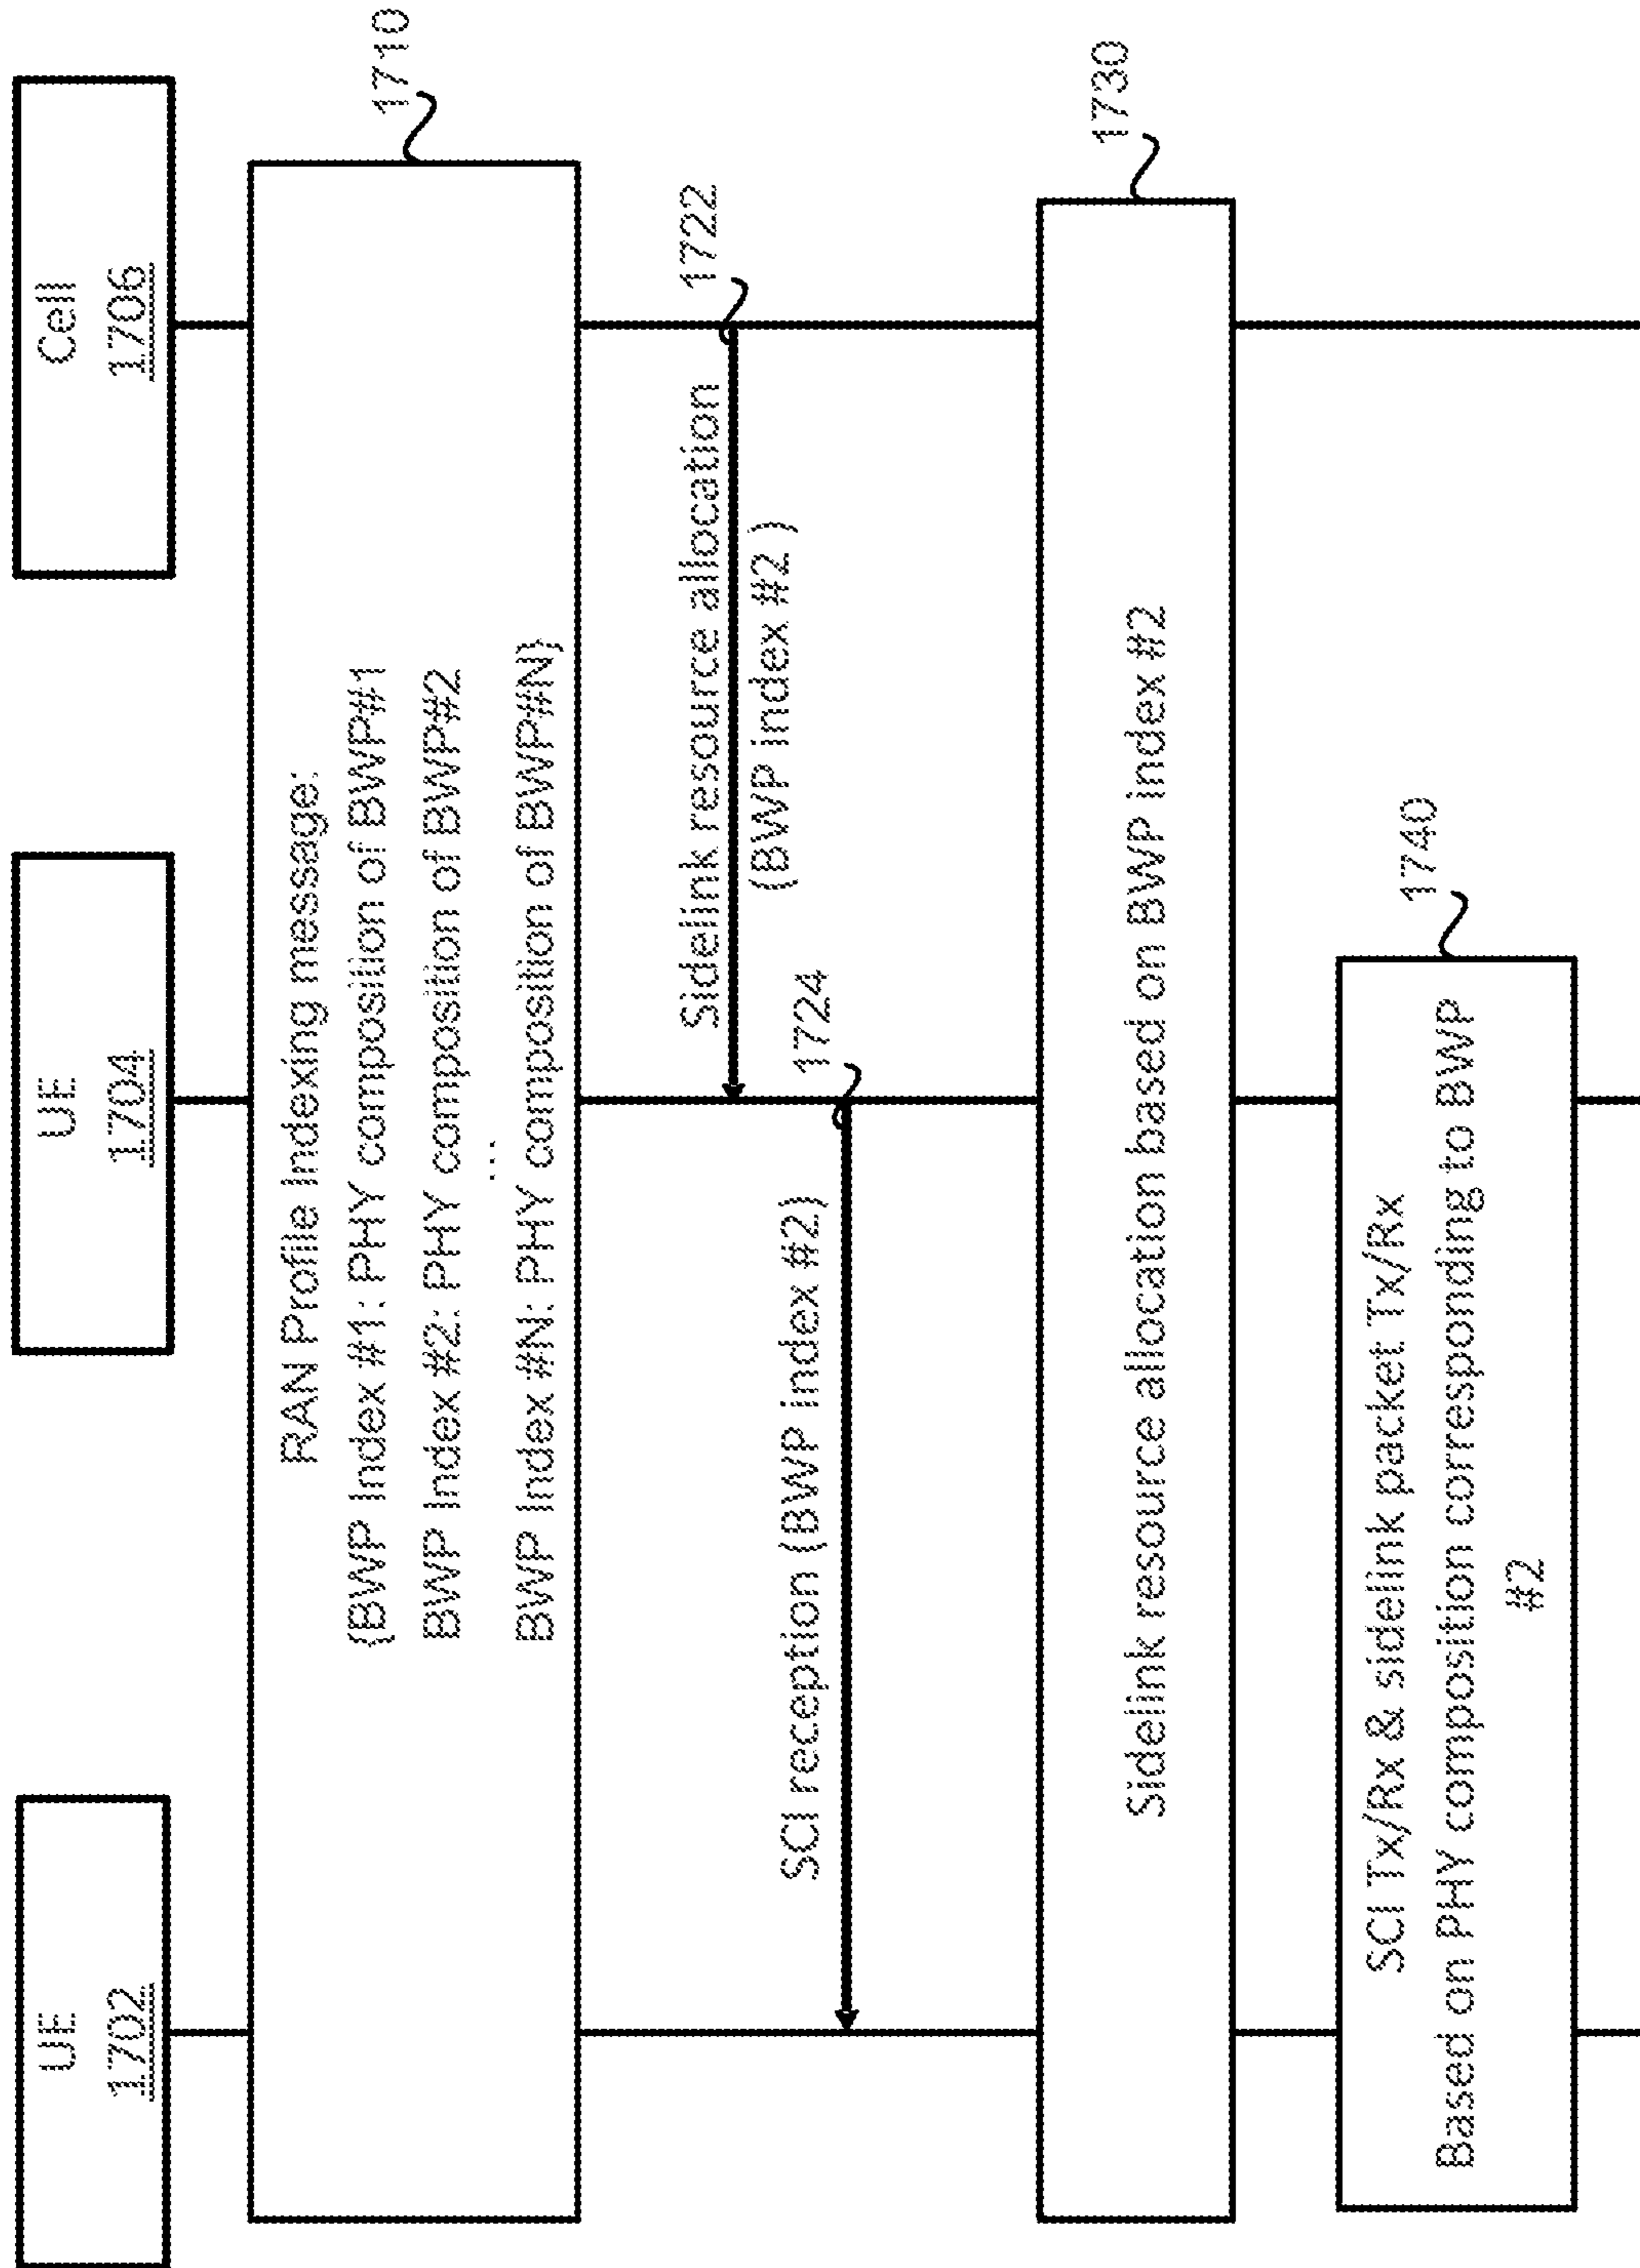 UE
1702
UE
1704
Cell
1706
RAN Profile Indexing message:
{BWP Index #1: PHY composition of BWP#1
BWP Index #2: PHY composition of BWP#2
...
BWP Index #N: PHY composition of BWP#N}
1710
Sidelink resource allocation
(BWP index #2 )
1722
SCI reception (BWP index #2)
1724
Sidelink resource allocation based on BWP index #2
1730
SCI Tx/Rx & sidelink packet Tx/Rx
Based on PHY composition corresponding to BWP
#2
1740